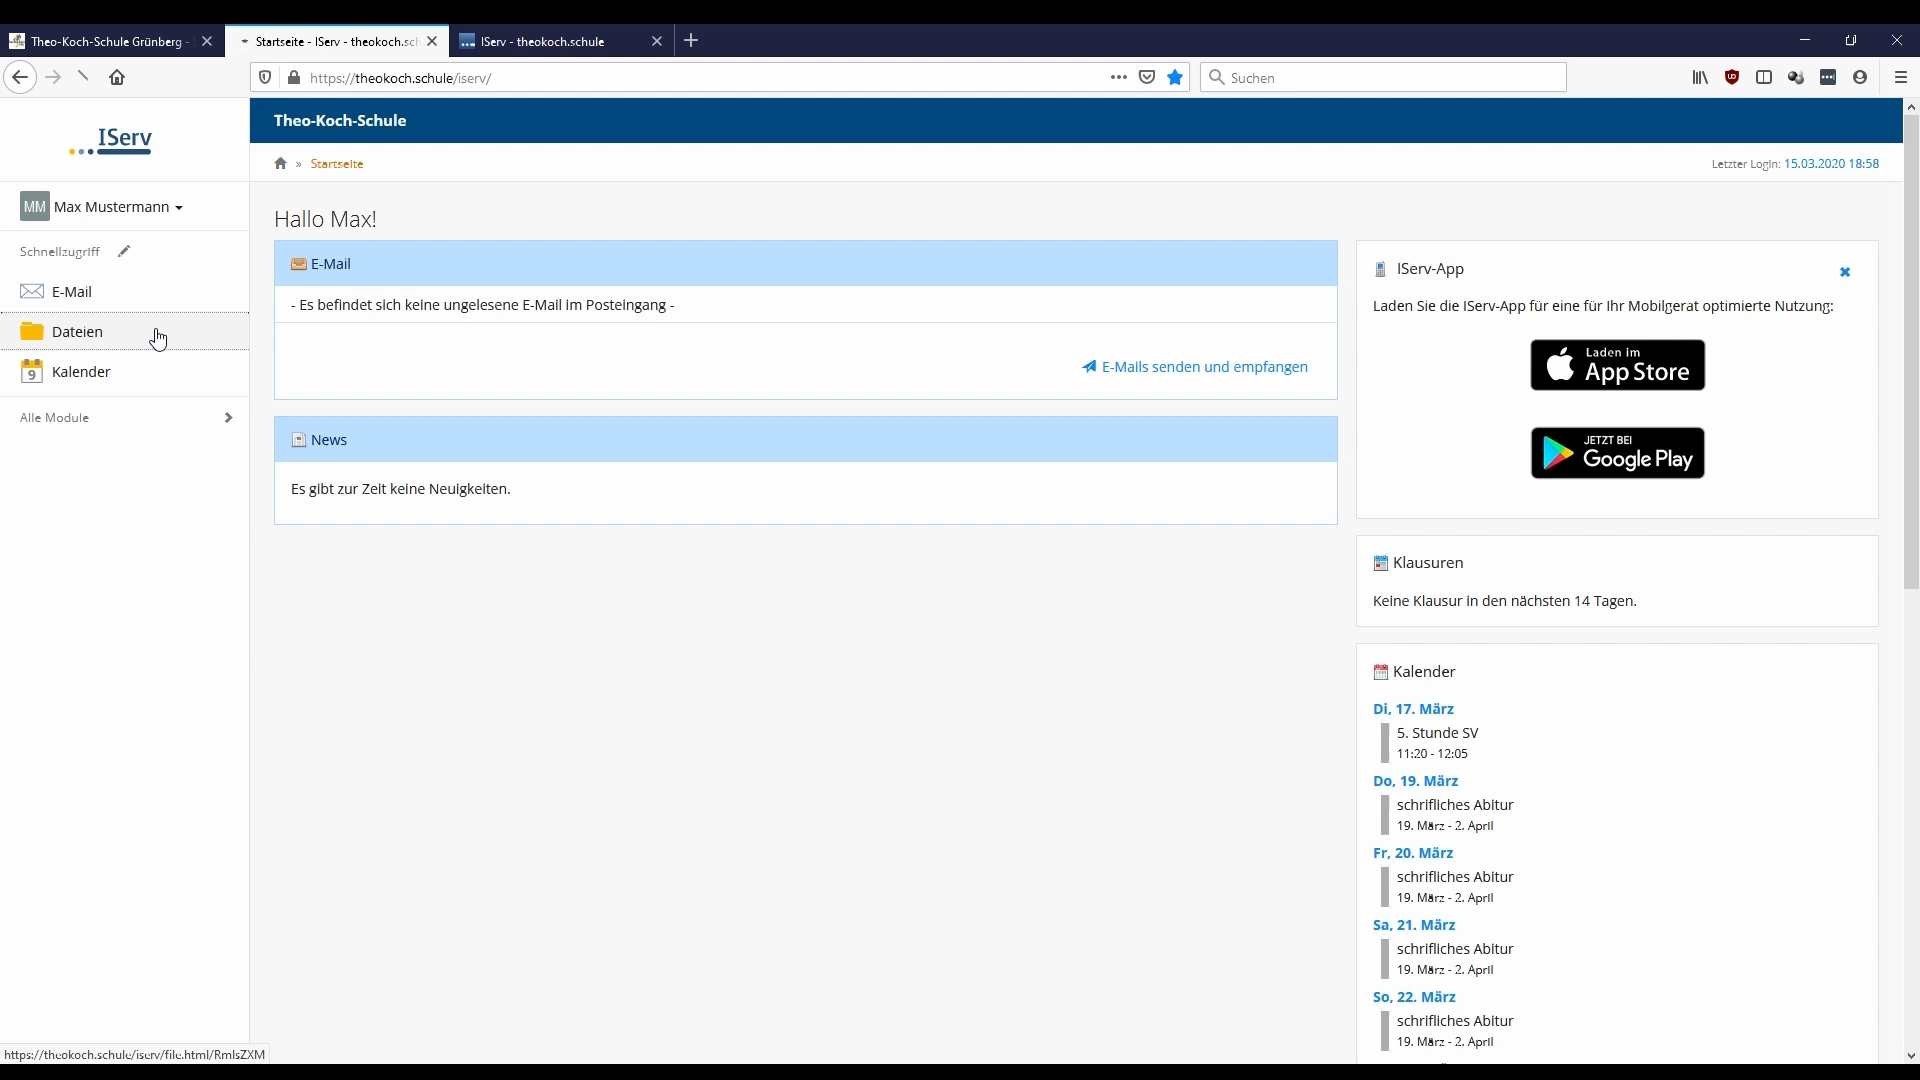 Theo-Koch-Schule Grünberg -
Startseite - IServ - theokoch.sch
IServ - theokoch.schule
https://theokoch.schule/iserv/
Suchen
IServ
Theo-Koch-Schule
» Startseite
Letzter Login: 15.03.2020 18:58
MM Max Mustermann
Schnellzugriff
E-Mail
Dateien
9 Kalender
Alle Module
Hallo Max!
E-Mail
- Es befindet sich keine ungelesene E-Mail im Posteingang -
E-Mails senden und empfangen
News
Es gibt zur Zeit keine Neuigkeiten.
IServ-App
Laden Sie die IServ-App für eine für Ihr Mobilgerät optimierte Nutzung:
Laden im
App Store
JETZT BEI
Google Play
Klausuren
Keine Klausur in den nächsten 14 Tagen.
Kalender
Di, 17. März
5. Stunde SV
11:20 - 12:05
Do, 19. März
schrifliches Abitur
19. März - 2. April
Fr, 20. März
schrifliches Abitur
19. März - 2. April
Sa, 21. März
schrifliches Abitur
19. März - 2. April
So, 22. März
schrifliches Abitur
19. März - 2. April
https://theokoch.schule/iserv/file.html/RmlsZXM